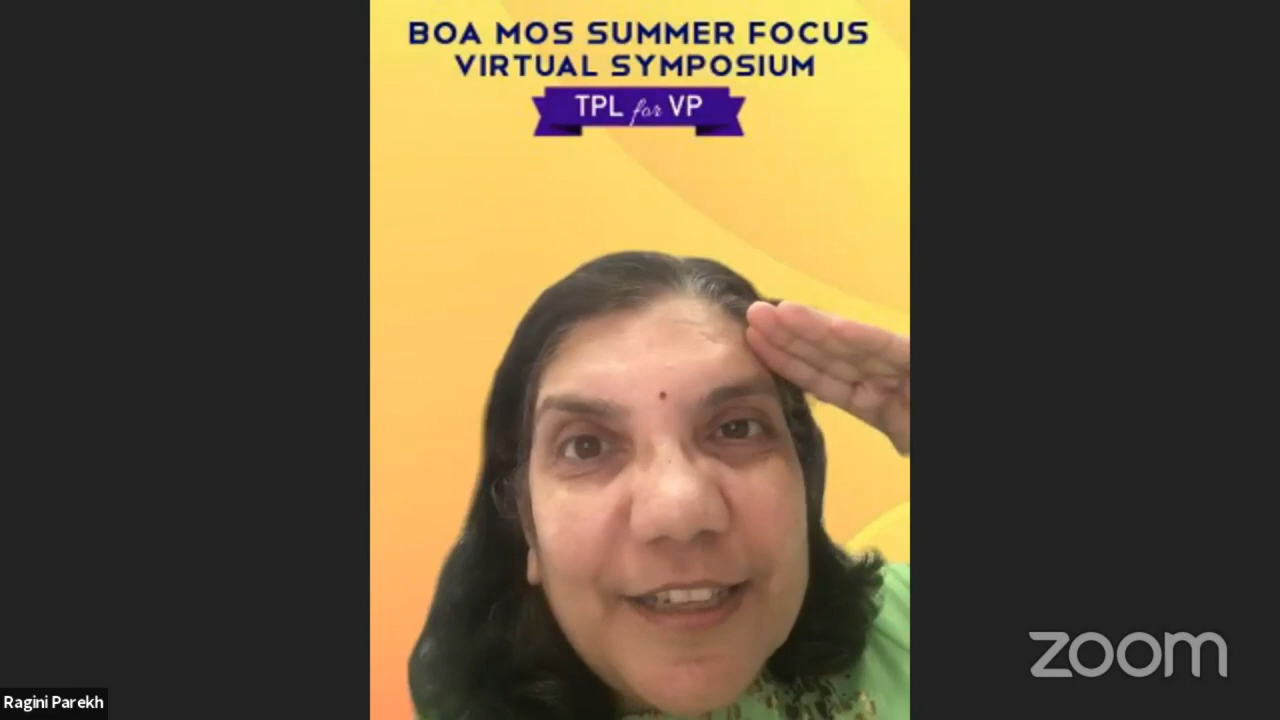 BOA MOS SUMMER FOCUS
VIRTUAL SYMPOSIUM
TPL for VP
zoom
Ragini Parekh